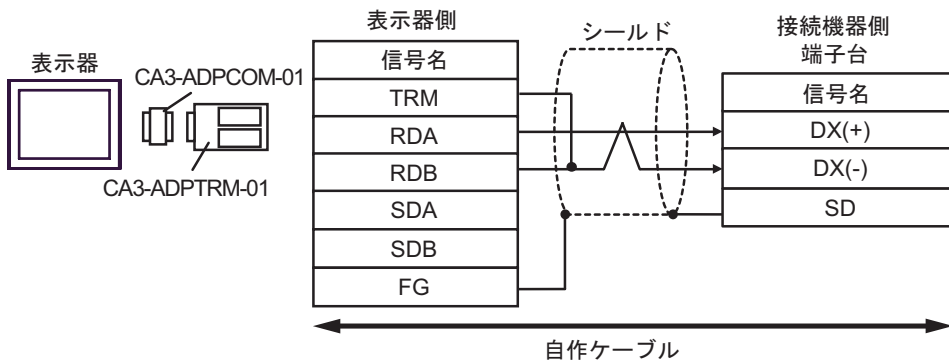 表示器
CA3-ADPCOM-01
CA3-ADPTRM-01
表示器側
信号名
TRM
RDA
RDB
SDA
SDB
FG
シールド
接続機器側
端子台
信号名
DX(+)
DX(-)
SD
自作ケーブル